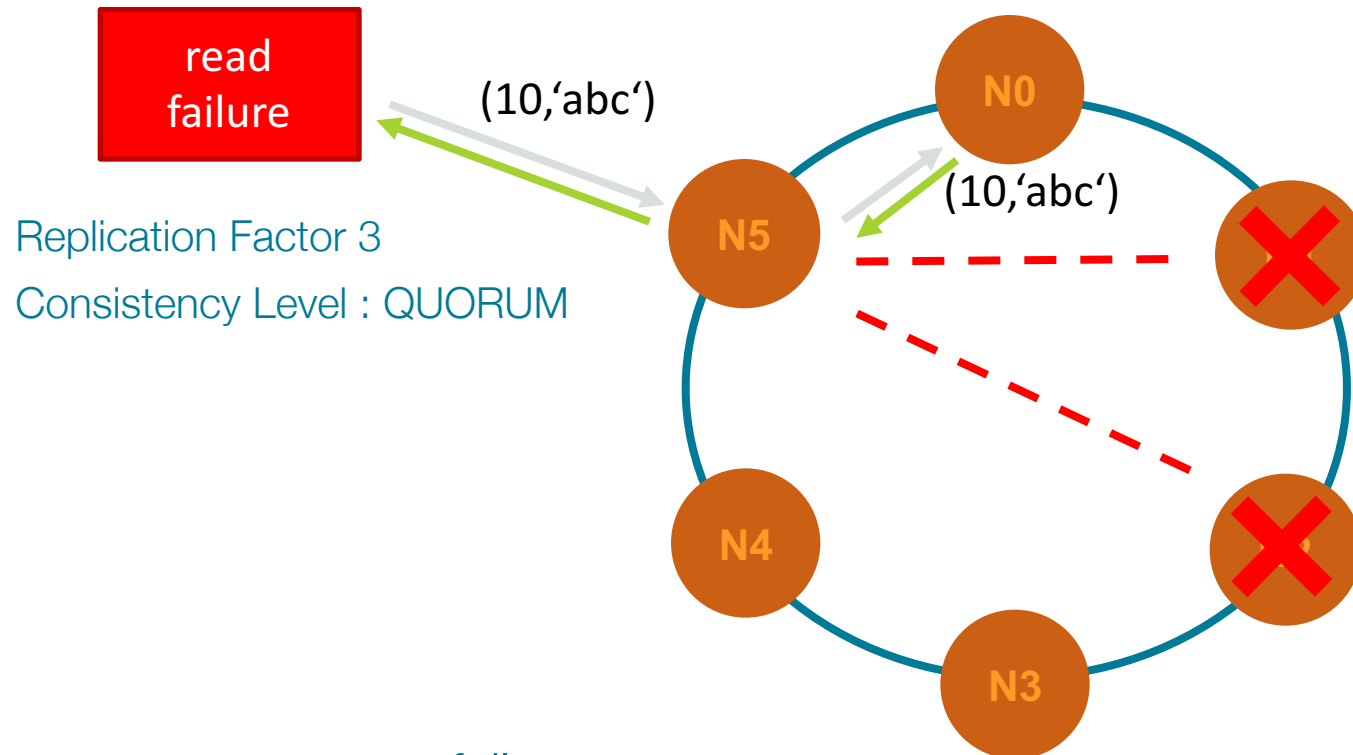 read
failure
(10,‘abc‘)
N0
(10,‘abc‘)
N5
Replication Factor 3
Consistency Level : QUORUM
N4
N3